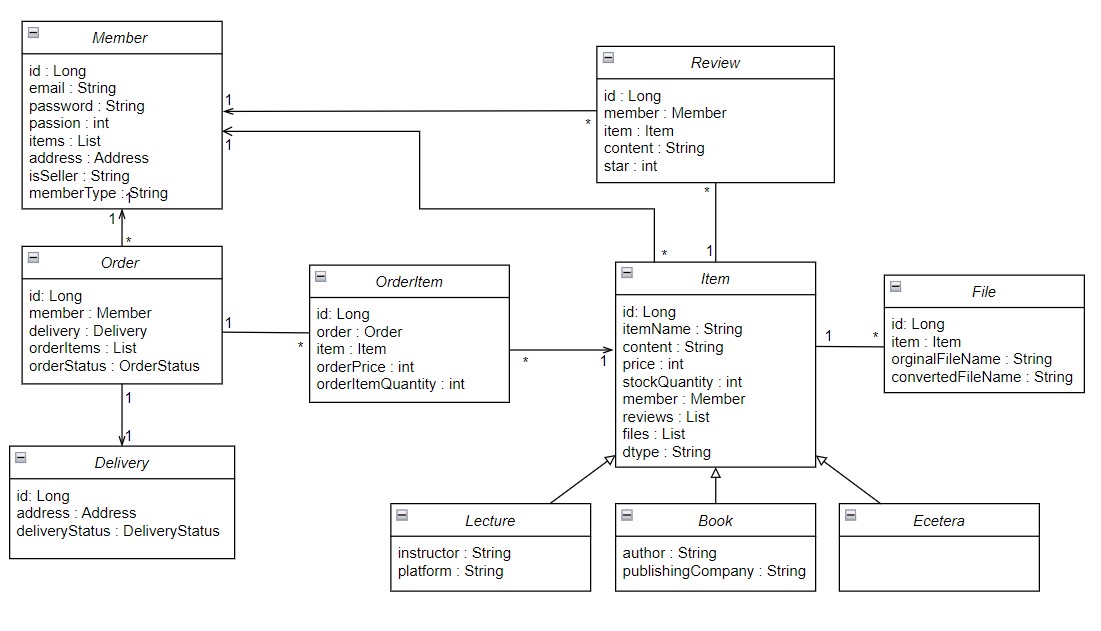 Member
id : Long
email : String
password : String
passion : int
items : List
address : Address
isSeller : String
memberType : String
1
1
1
1
*
Review
id : Long
member : Member
item : Item
content : String
star : int
*
*
1
*
Order
id: Long
member : Member
delivery : Delivery
orderItems : List
orderStatus : OrderStatus
1
*
1
1
OrderItem
id: Long
order : Order
item : Item
orderPrice : int
orderItemQuantity : int
*
1
Item
id: Long
itemName : String
content : String
price : int
stockQuantity : int
member : Member
reviews : List
files : List
dtype : String
1
*
File
id: Long
item : Item
orginalFileName : String
convertedFileName : String
Delivery
id: Long
address : Address
deliveryStatus : DeliveryStatus
Lecture
instructor : String
platform : String
Book
author : String
publishingCompany : String
Ecetera